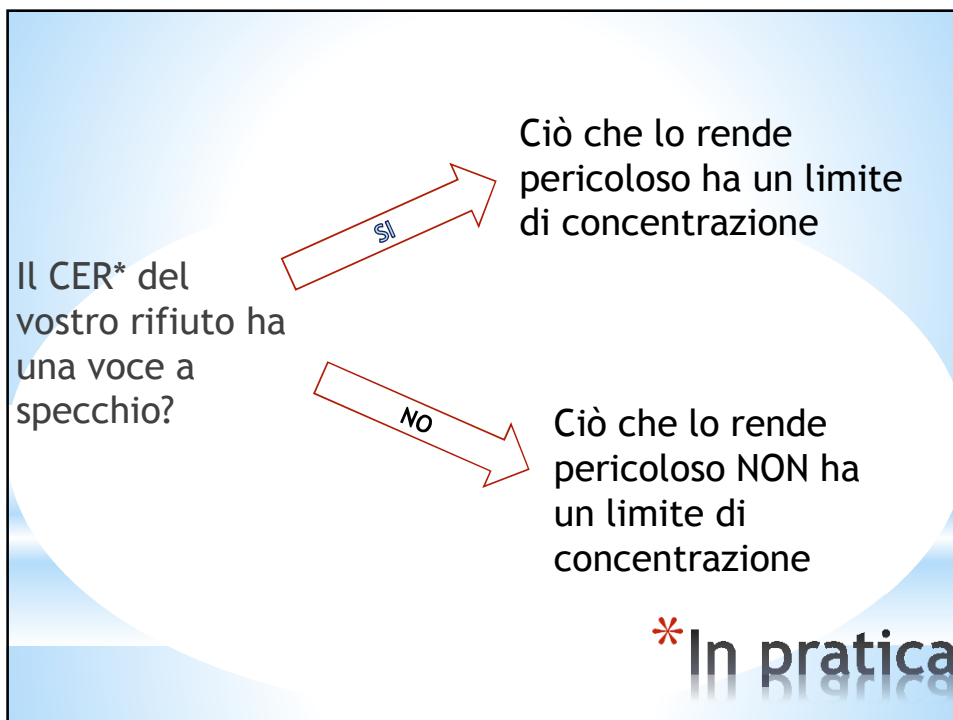 Ciò che lo rende
pericoloso ha un limite
di concentrazione
SI
Il CER* del
vostro rifiuto ha
una voce a
specchio?
NO
Ciò che lo rende
pericoloso NON ha
un limite di
concentrazione
*In pratica